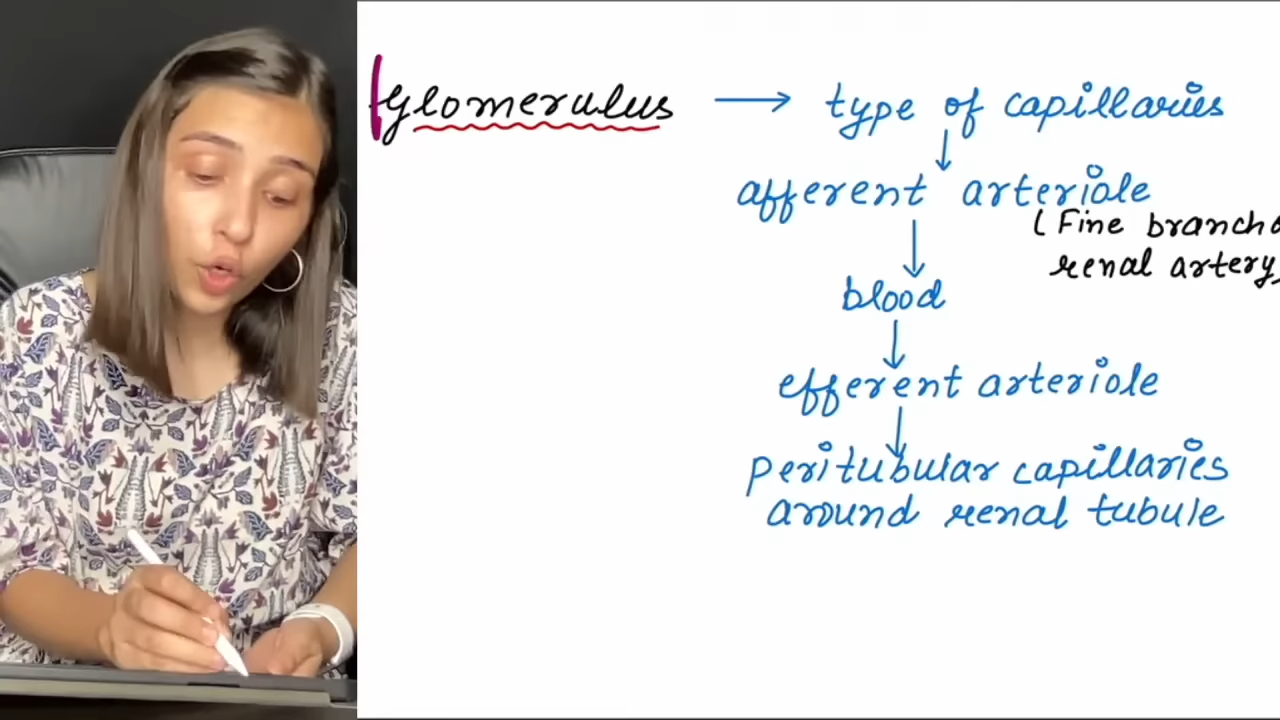 Glomerulus → type of capillaries
↓
afferent arteriole
(Fine branch
renal artery,
↓
blood
↓
efferent arteriole
↓
peritubular capillaries
around renal tubule